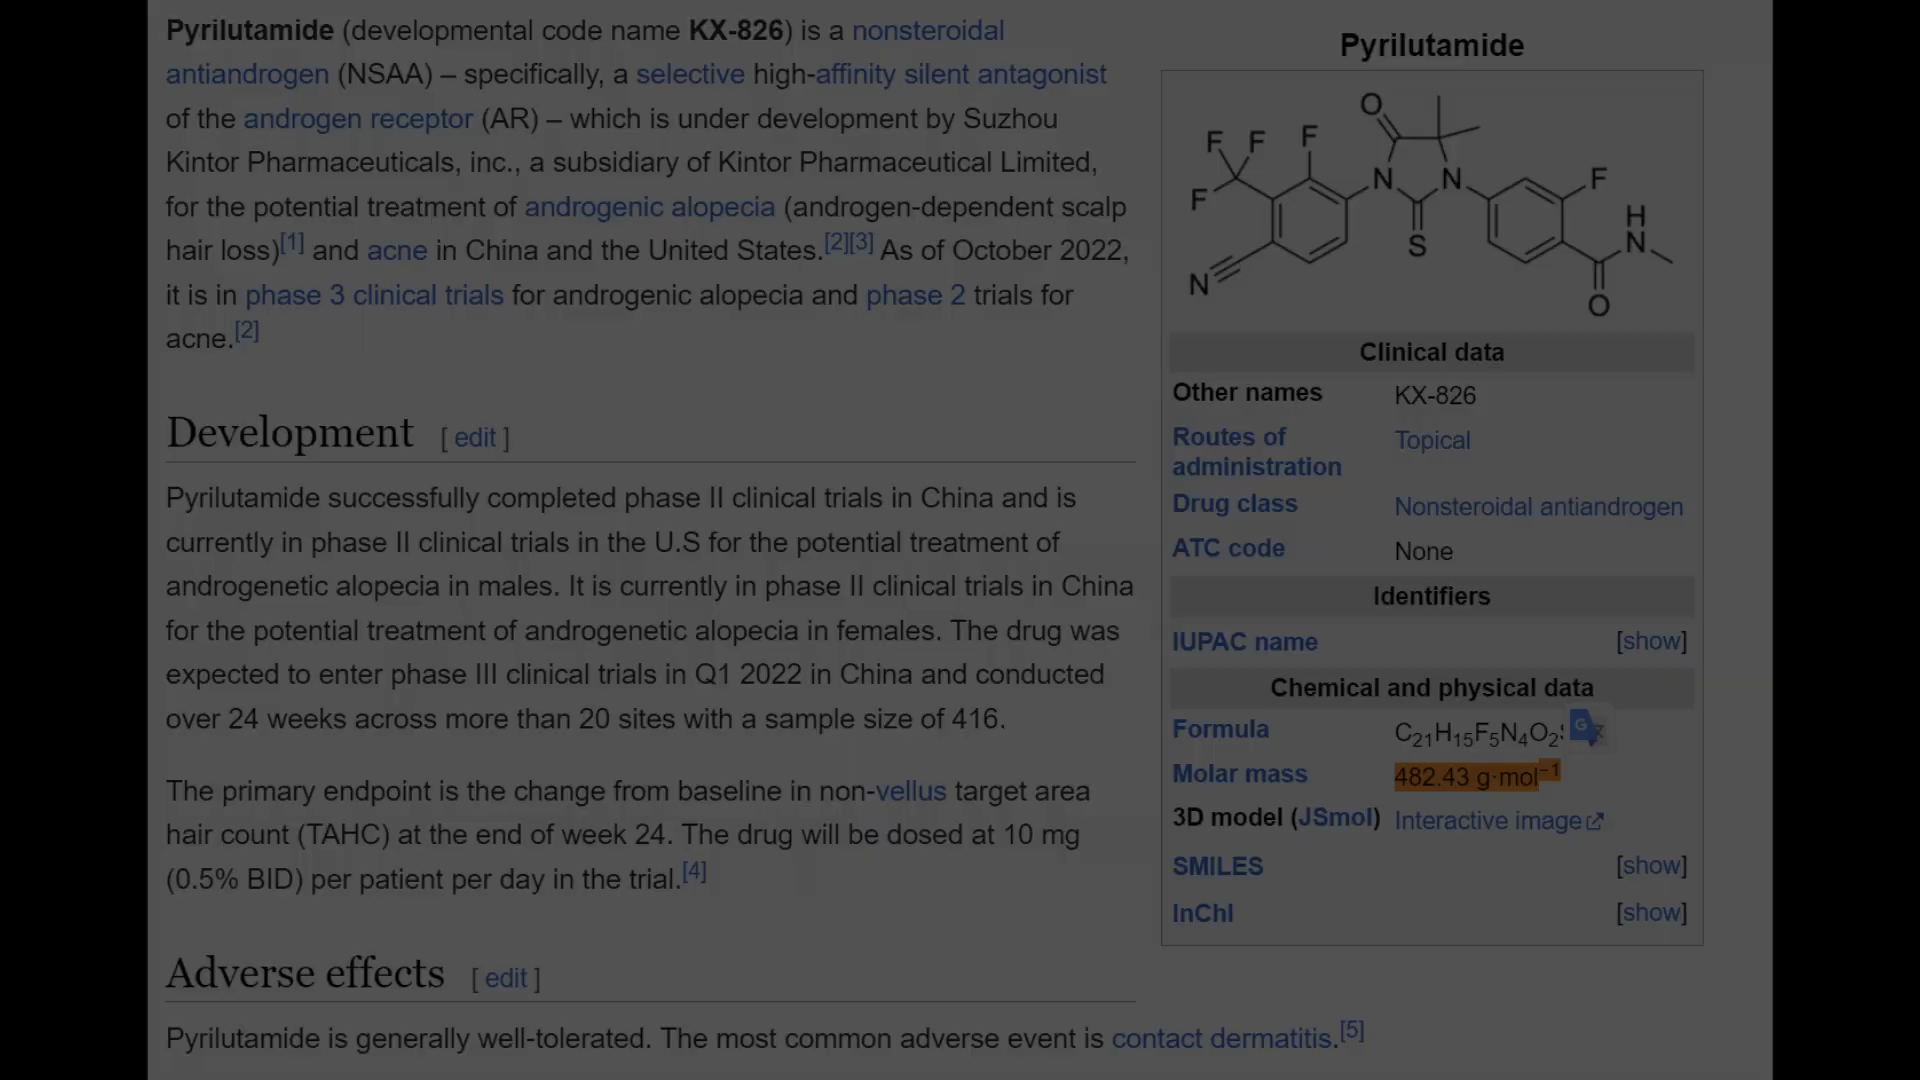 Pyrilutamide (developmental code name KX-826) is a nonsteroidal
antiandrogen (NSAA) – specifically, a selective high-affinity silent antagonist
of the androgen receptor (AR) – which is under development by Suzhou
Kintor Pharmaceuticals, inc., a subsidiary of Kintor Pharmaceutical Limited,
for the potential treatment of androgenic alopecia (androgen-dependent scalp
hair loss)[1] and acne in China and the United States.[2][3] As of October 2022,
it is in phase 3 clinical trials for androgenic alopecia and phase 2 trials for
acne.[2]
Development [ edit ]
Pyrilutamide successfully completed phase II clinical trials in China and is
currently in phase II clinical trials in the U.S for the potential treatment of
androgenetic alopecia in males. It is currently in phase II clinical trials in China
for the potential treatment of androgenetic alopecia in females. The drug was
expected to enter phase III clinical trials in Q1 2022 in China and conducted
over 24 weeks across more than 20 sites with a sample size of 416.
The primary endpoint is the change from baseline in non-vellus target area
hair count (TAHC) at the end of week 24. The drug will be dosed at 10 mg
(0.5% BID) per patient per day in the trial.[4]
Adverse effects [ edit ]
Pyrilutamide is generally well-tolerated. The most common adverse event is contact dermatitis.[5]
Pyrilutamide
O
F F F
F N N F
H
N
S
N
O
Clinical data
Other names KX-826
Routes of administration Topical
Drug class Nonsteroidal antiandrogen
ATC code None
Identifiers
IUPAC name [show]
Chemical and physical data
Formula C21H15F5N4O2
Molar mass 482.43 g·mol−1
3D model (JSmol) Interactive image
SMILES [show]
InChI [show]